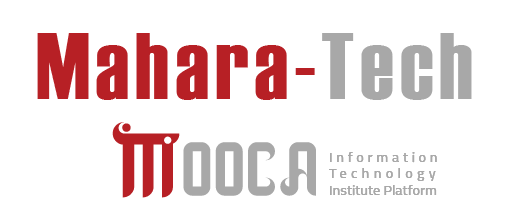 Mahara-Tech
MOOCA
Information
Technology
Institute Platform